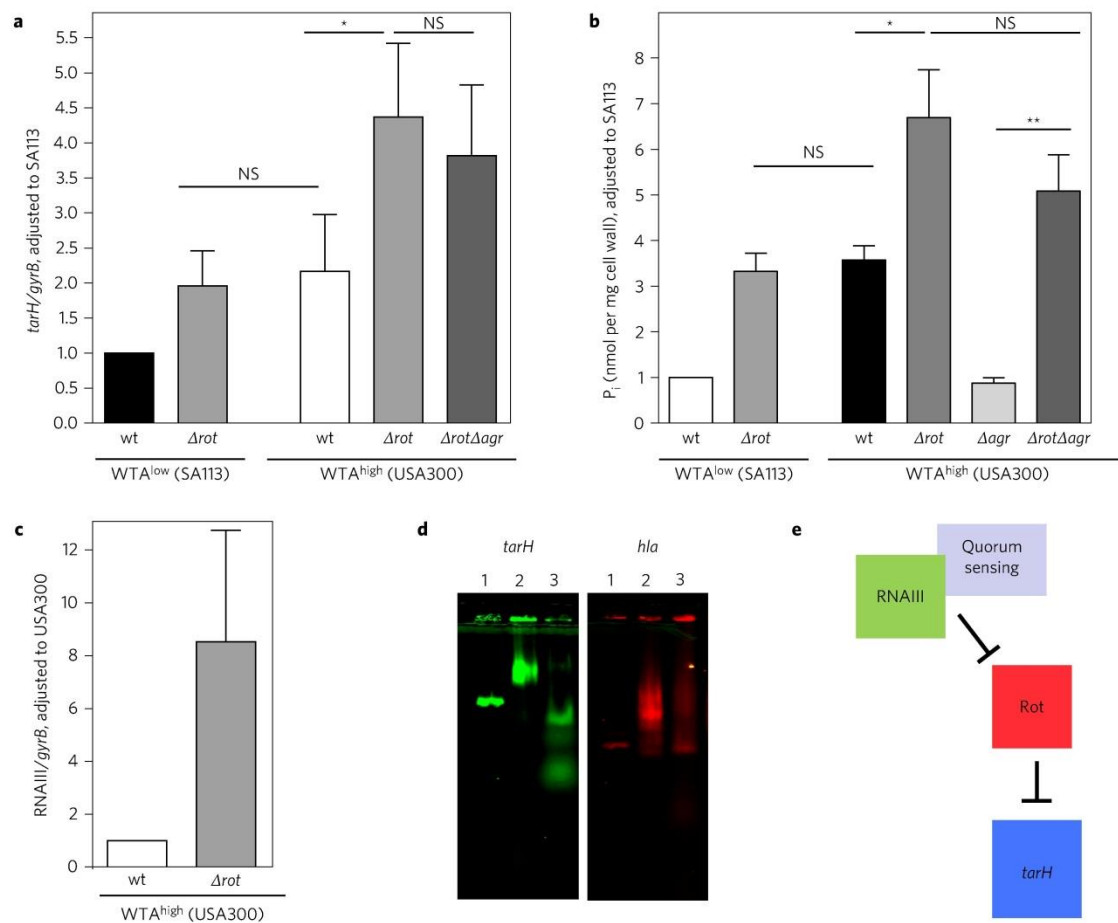 a
tarH/gyrB, adjusted to SA113
5.5
5.0
4.5
4.0
3.5
3.0
2.5
2.0
1.5
1.0
0.5
0.0
* NS
NS
wt Δrot wt Δrot ΔrotΔagr
WTAlow (SA113) WTAhigh (USA300)
b
Pi (nmol per mg cell wall), adjusted to SA113
8
7
6
5
4
3
2
1
0
* NS
**
NS
wt Δrot wt Δrot Δagr ΔrotΔagr
WTAlow (SA113) WTAhigh (USA300)
c
RNAIII/gyrB, adjusted to USA300
12
10
8
6
4
2
0
wt Δrot
WTAhigh (USA300)
d
tarH hla
1 2 3 1 2 3
e
Quorum
sensing
RNAIII
Rot
tarH